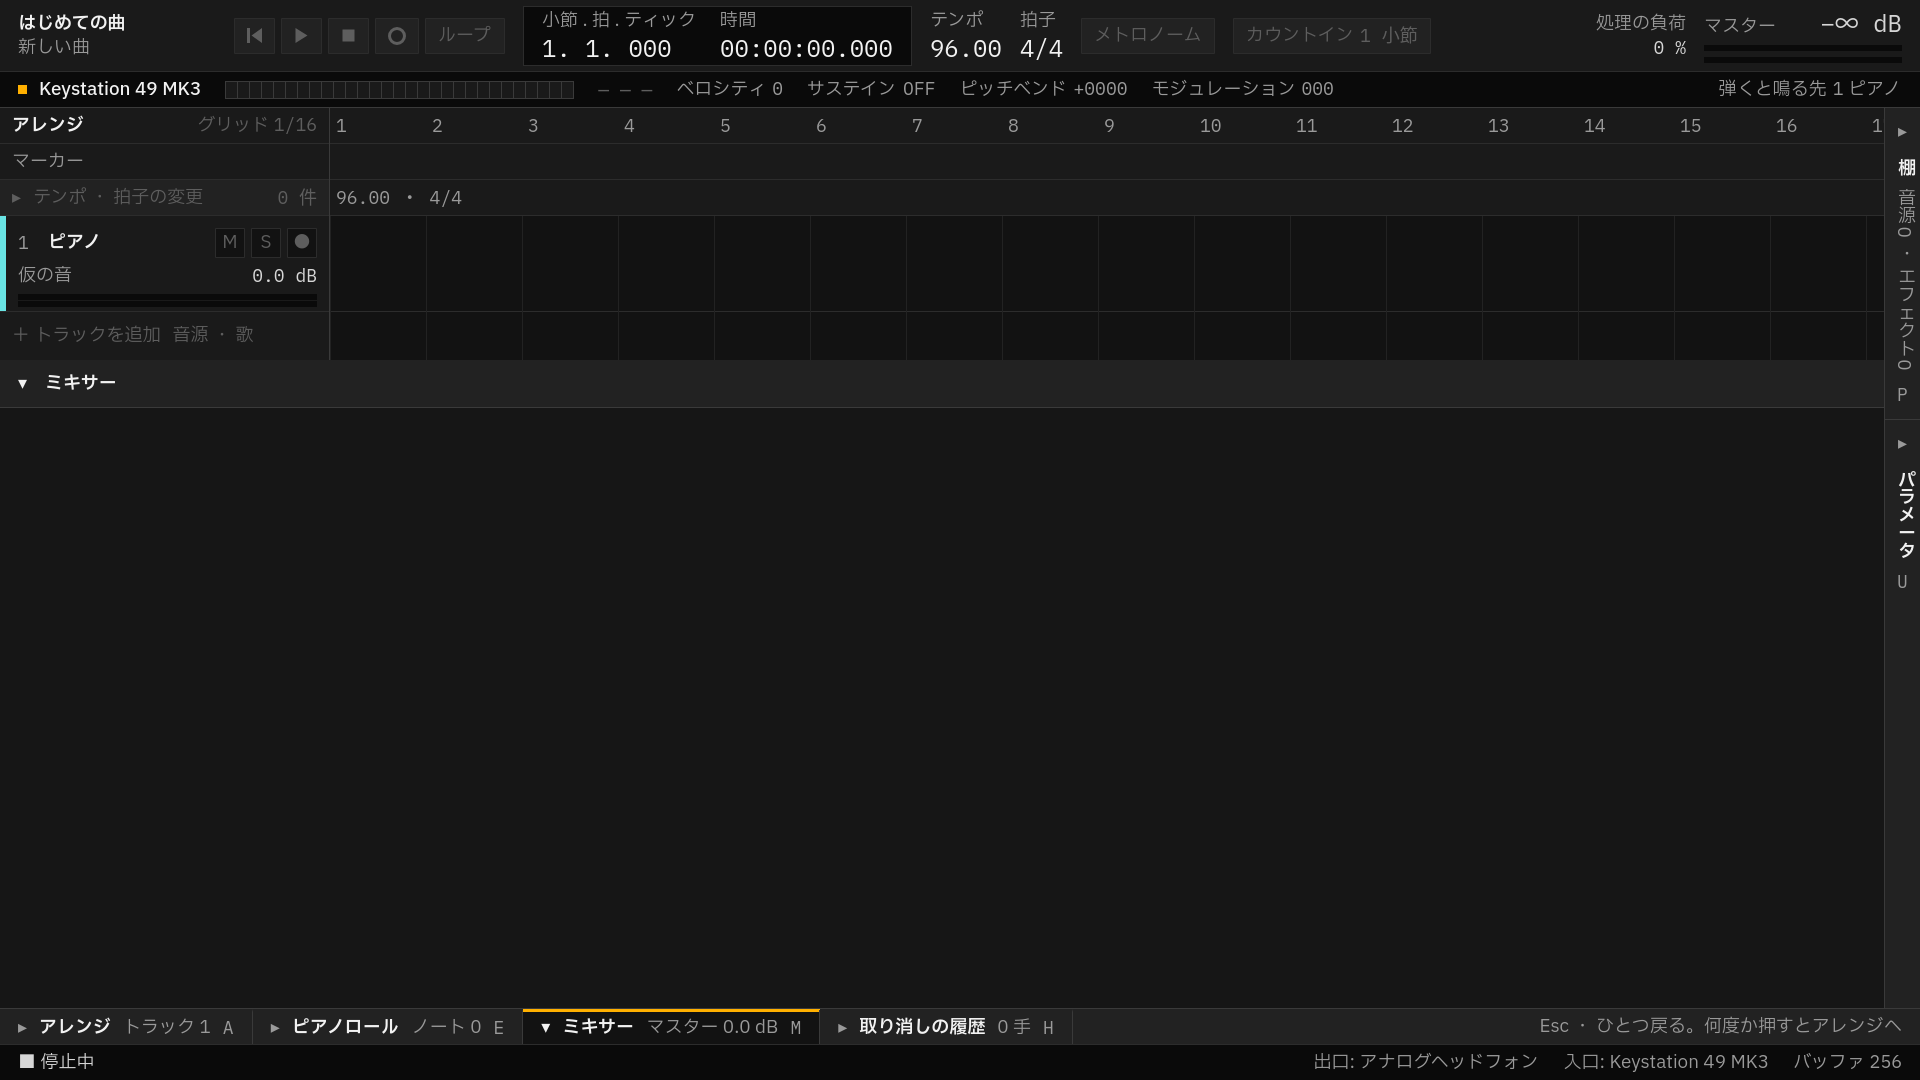 はじめての曲
新しい曲
ループ
小節 . 拍 . ティック 時間
1. 1. 000 00:00:00.000
テンポ 拍子
96.00 4/4
メトロノーム
カウントイン 1 小節
処理の負荷
0 %
マスター −∞ dB
Keystation 49 MK3 — — — ベロシティ 0 サステイン OFF ピッチベンド +0000 モジュレーション 000 弾くと鳴る先 1 ピアノ
アレンジ グリッド 1/16 1 2 3 4 5 6 7 8 9 10 11 12 13 14 15 16 1
マーカー
▶ テンポ · 拍子の変更 0 件 96.00 · 4/4
1 ピアノ M S
仮の音 0.0 dB
＋ トラックを追加 音源 · 歌
▼ ミキサー
▶ 棚 音源0 · エフェクト0 P
▶ パラメータ U
▶ アレンジ トラック 1 A ▶ ピアノロール ノート 0 E ▼ ミキサー マスター 0.0 dB M ▶ 取り消しの履歴 0 手 H Esc · ひとつ戻る。何度か押すとアレンジへ
■ 停止中 出口: アナログヘッドフォン 入口: Keystation 49 MK3 バッファ 256